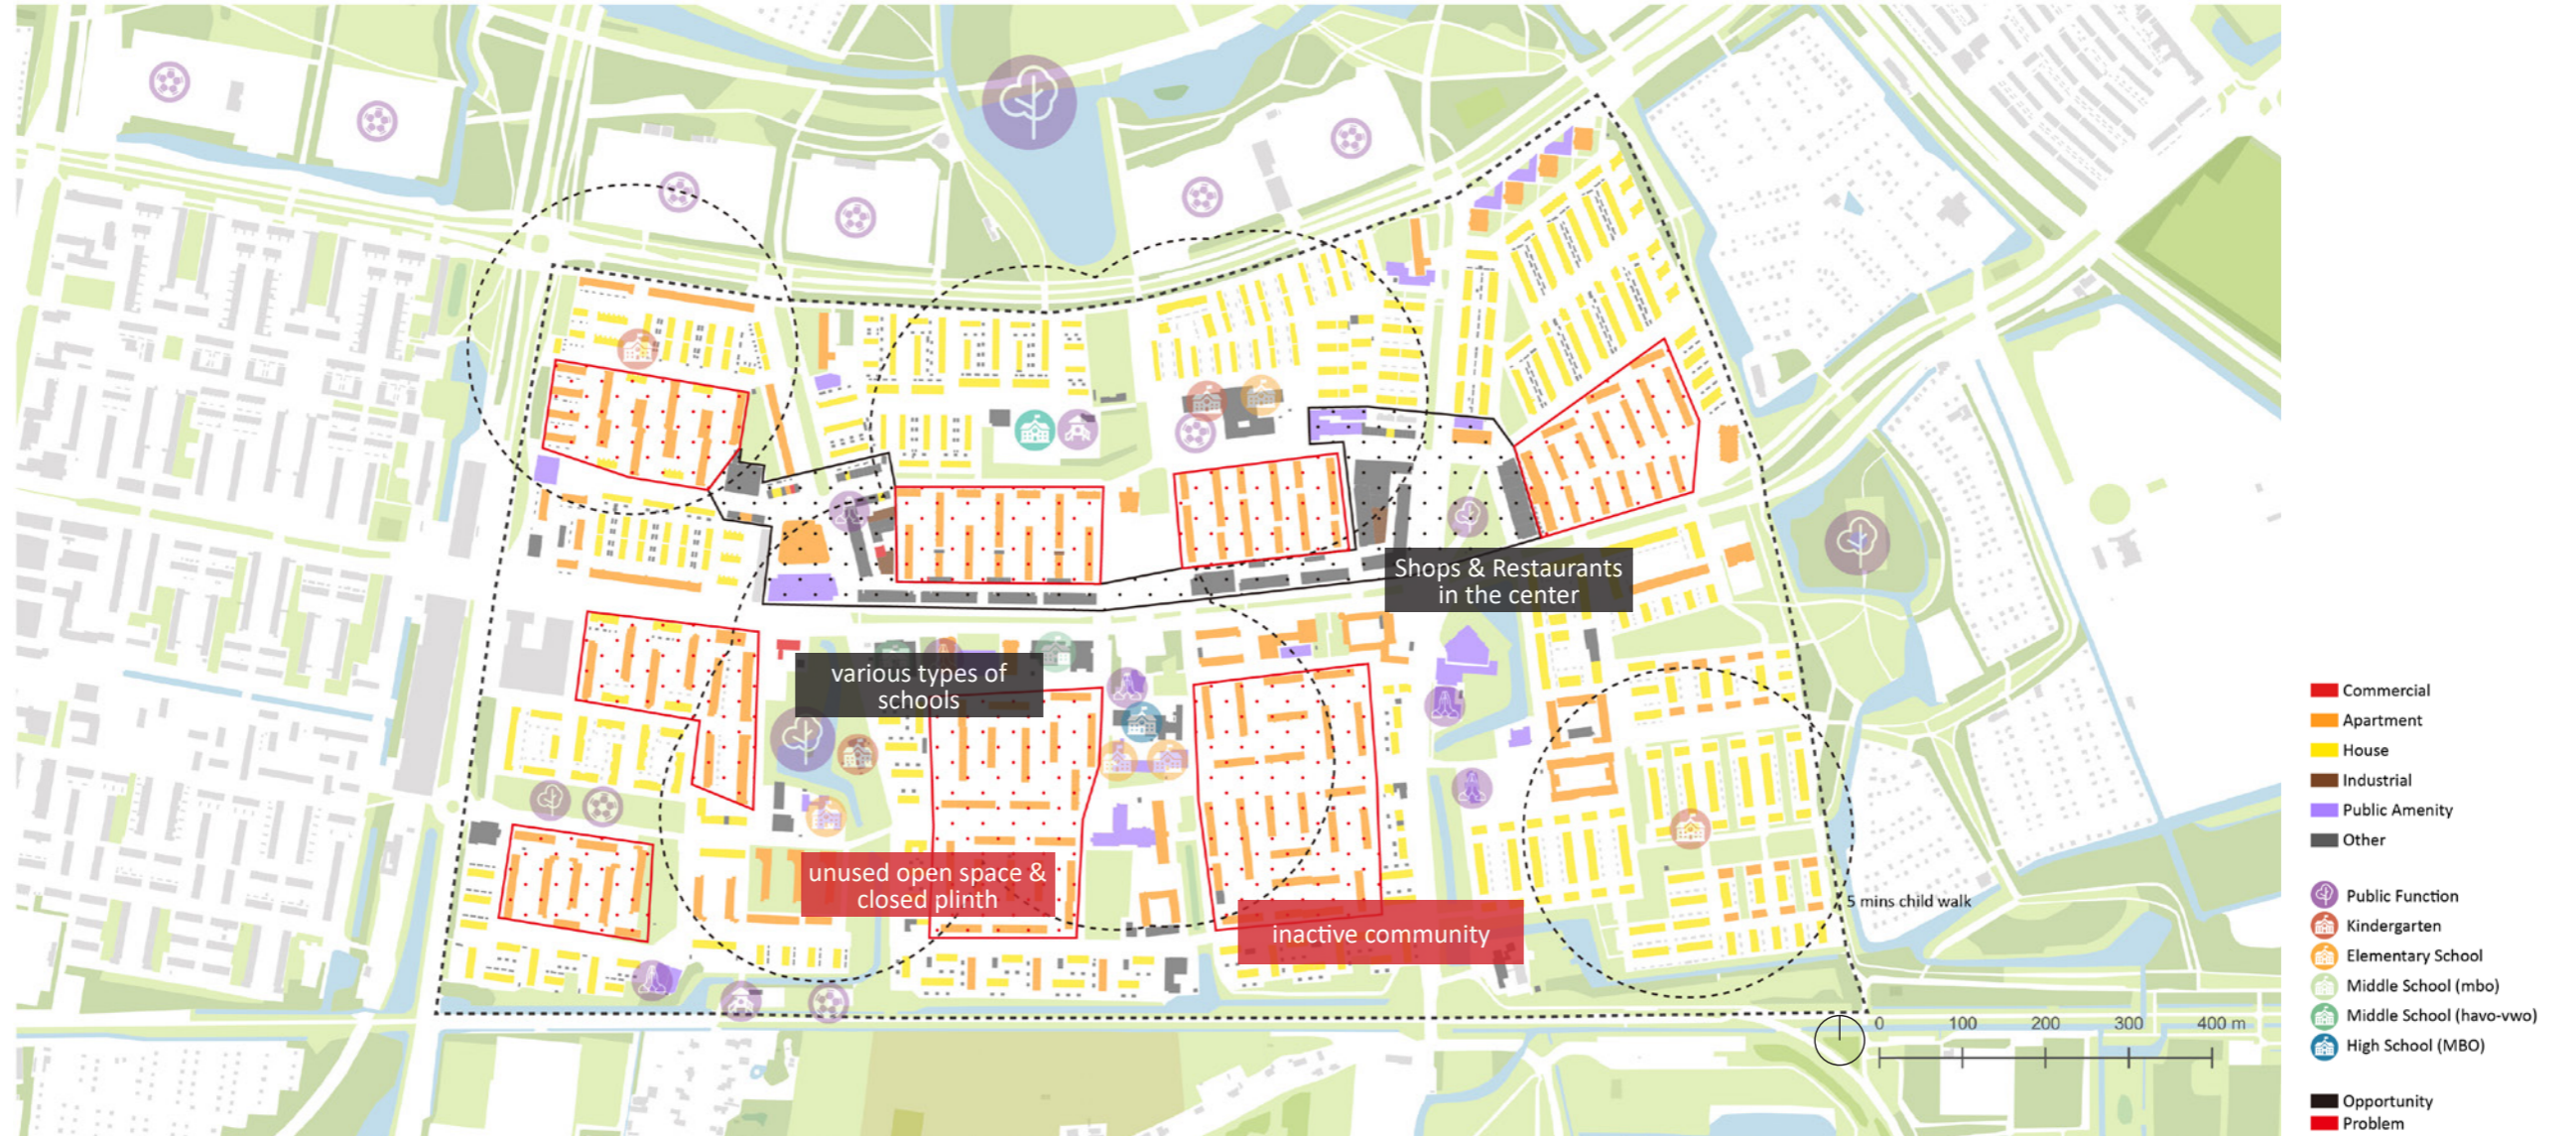 Shops & Restaurants
in the center
various types of
schools
unused open space &
closed plinth
inactive community
5 mins child walk
0 100 200 300 400 m
Commercial
Apartment
House
Industrial
Public Amenity
Other
Public Function
Kindergarten
Elementary School
Middle School (mbo)
Middle School (havo-vwo)
High School (MBO)
Opportunity
Problem